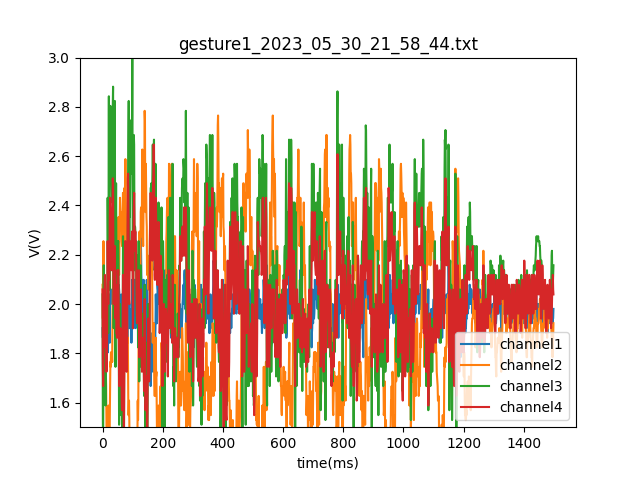 gesture1_2023_05_30_21_58_44.txt
3.0
2.8
2.6
2.4
2.2
2.0
1.8
1.6
V(V)
channel1
channel2
channel3
channel4
0 200 400 600 800 1000 1200 1400
time(ms)